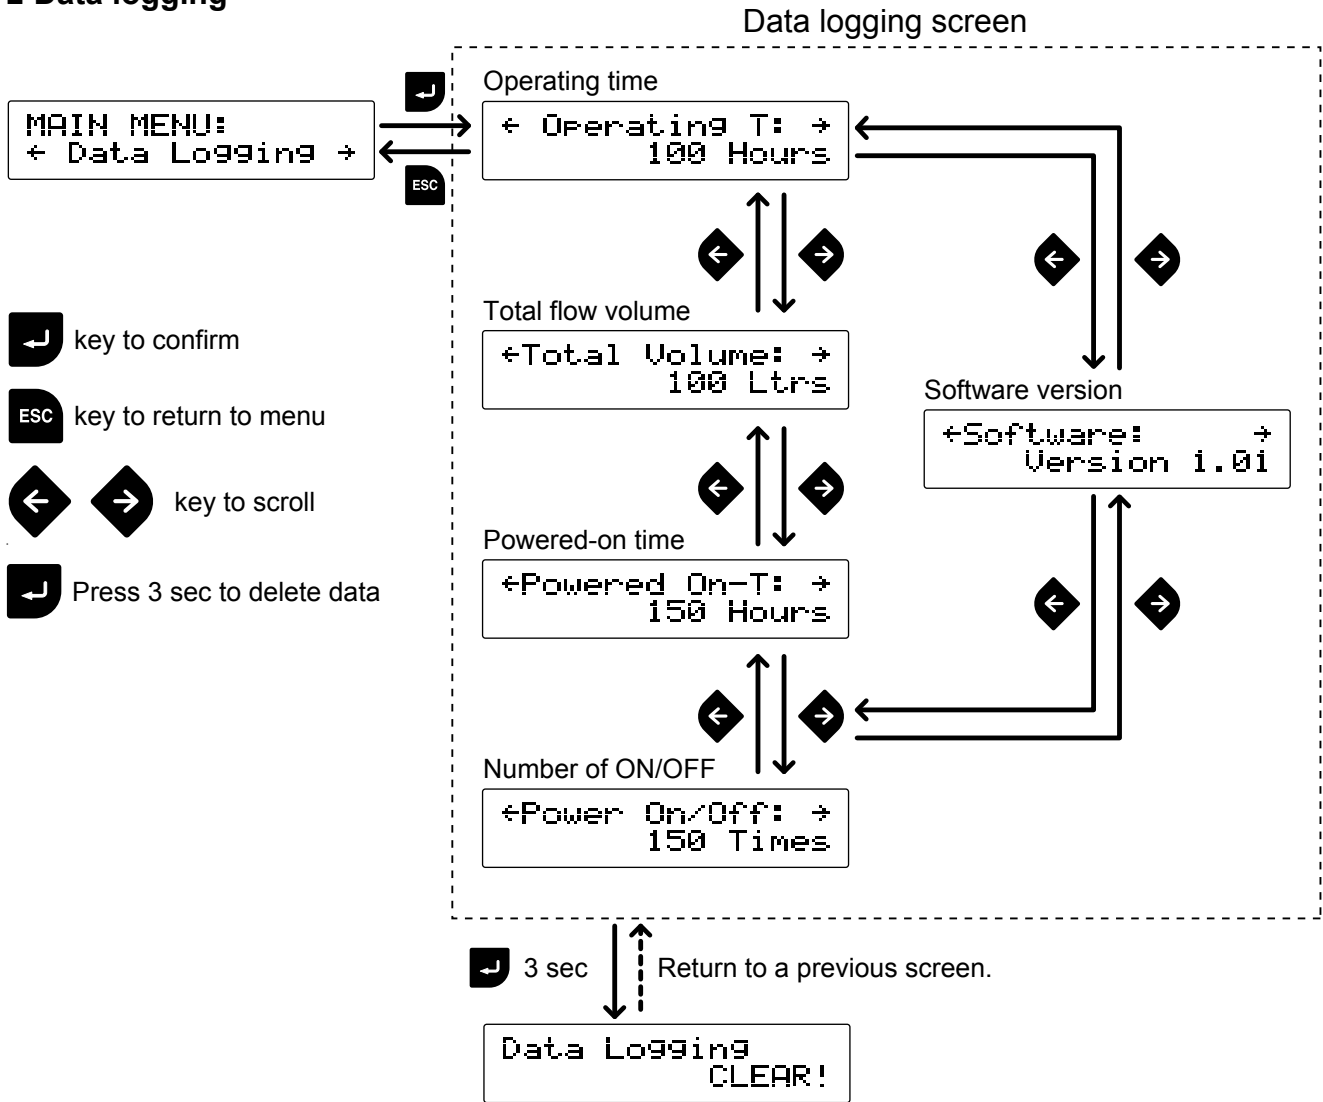 Data logging screen
Operating time
MAIN MENU:
← Data Logging →
← Operating T: →
100 Hours
ESC
Total flow volume
←Total Volume: →
100 Ltrs
key to confirm
ESC key to return to menu
key to scroll
Press 3 sec to delete data
Software version
←Software: →
Version 1.01
Powered-on time
←Powered On-T: →
150 Hours
Number of ON/OFF
←Power On/Off: →
150 Times
3 sec
Return to a previous screen.
Data Logging
CLEAR!